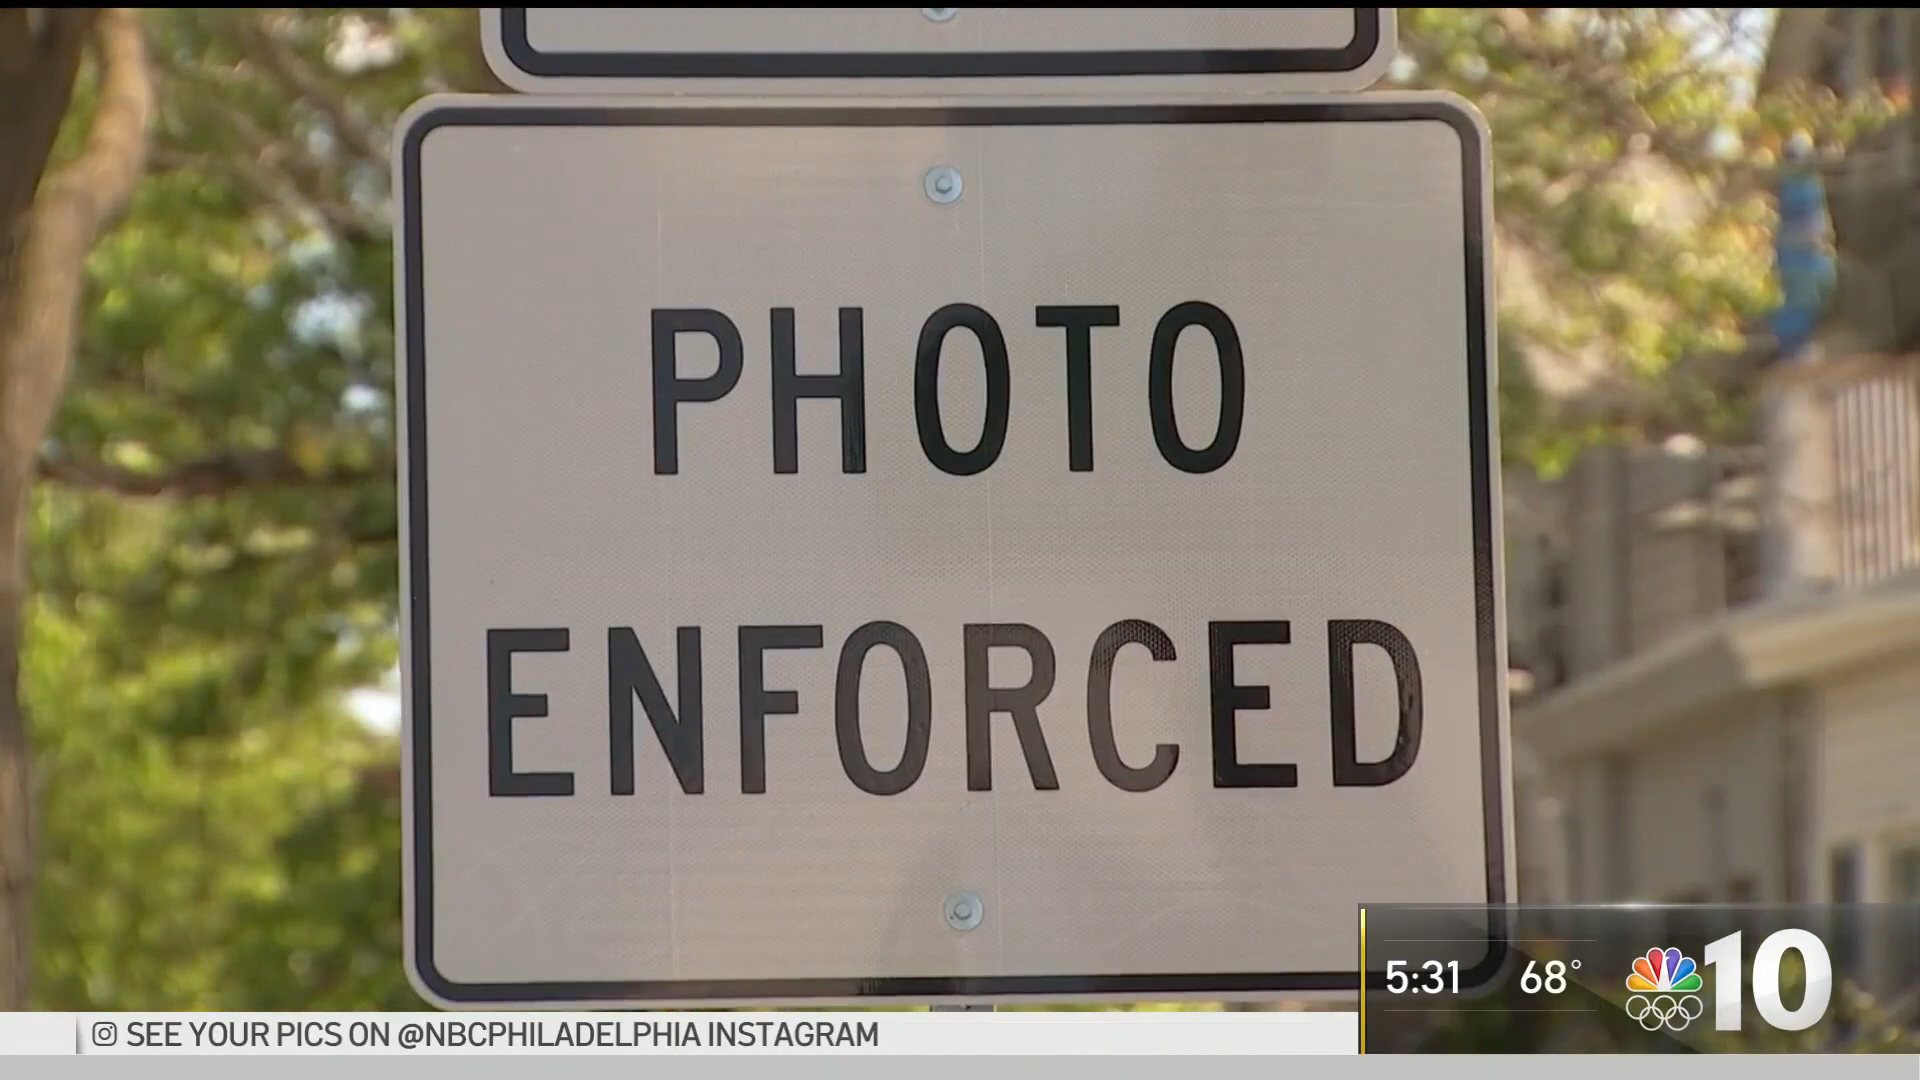 PHOTO
ENFORCED
5:31 68° 10
SEE YOUR PICS ON @NBCPHILADELPHIA INSTAGRAM